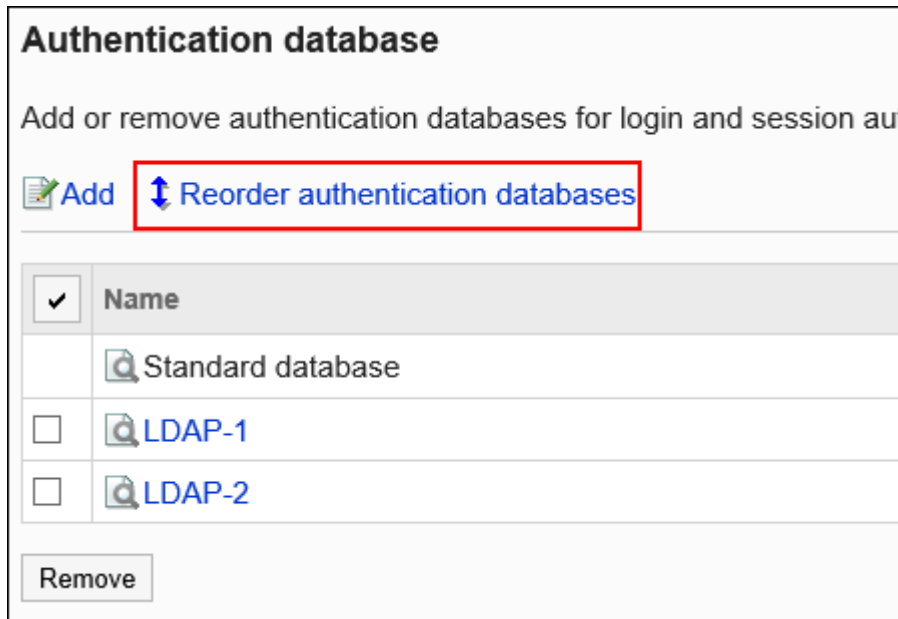 Authentication database
Add or remove authentication databases for login and session
Add Reorder authentication databases
Name
Standard database
LDAP-1
LDAP-2
Remove